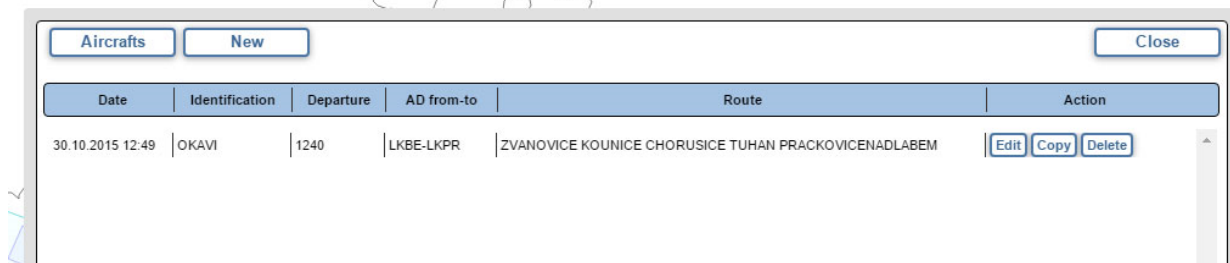 Aircrafts New Close
Date Identification Departure AD from-to Route Action
30.10.2015 12:49 OKAVI 1240 LKBE-LKPR ZVANOVICE KOUNICE CHORUSICE TUHAN PRACKOVICENADLABEM Edit Copy Delete